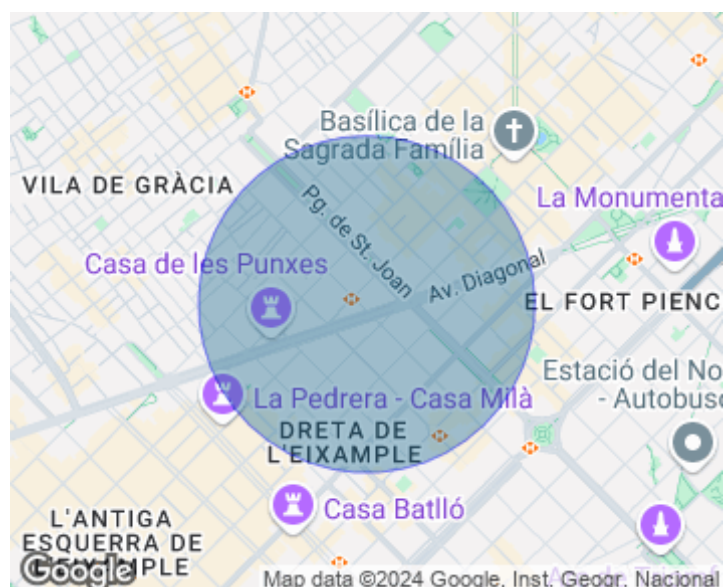 Basílica de la
Sagrada Família
VILA DE GRÀCIA
Pg. de St. Joan
La Monumenta
Casa de les Punxes
Av. Diagonal
EL FORT PIENC
Estació del No
- Autobus
La Pedrera - Casa Milà
DRETA DE
L'EIXAMPLE
Casa Batlló
L'ANTIGA
ESQUERRA DE
L'EIXAMPLE
Google
Map data ©2024 Google, Inst. Geogr. Nacional